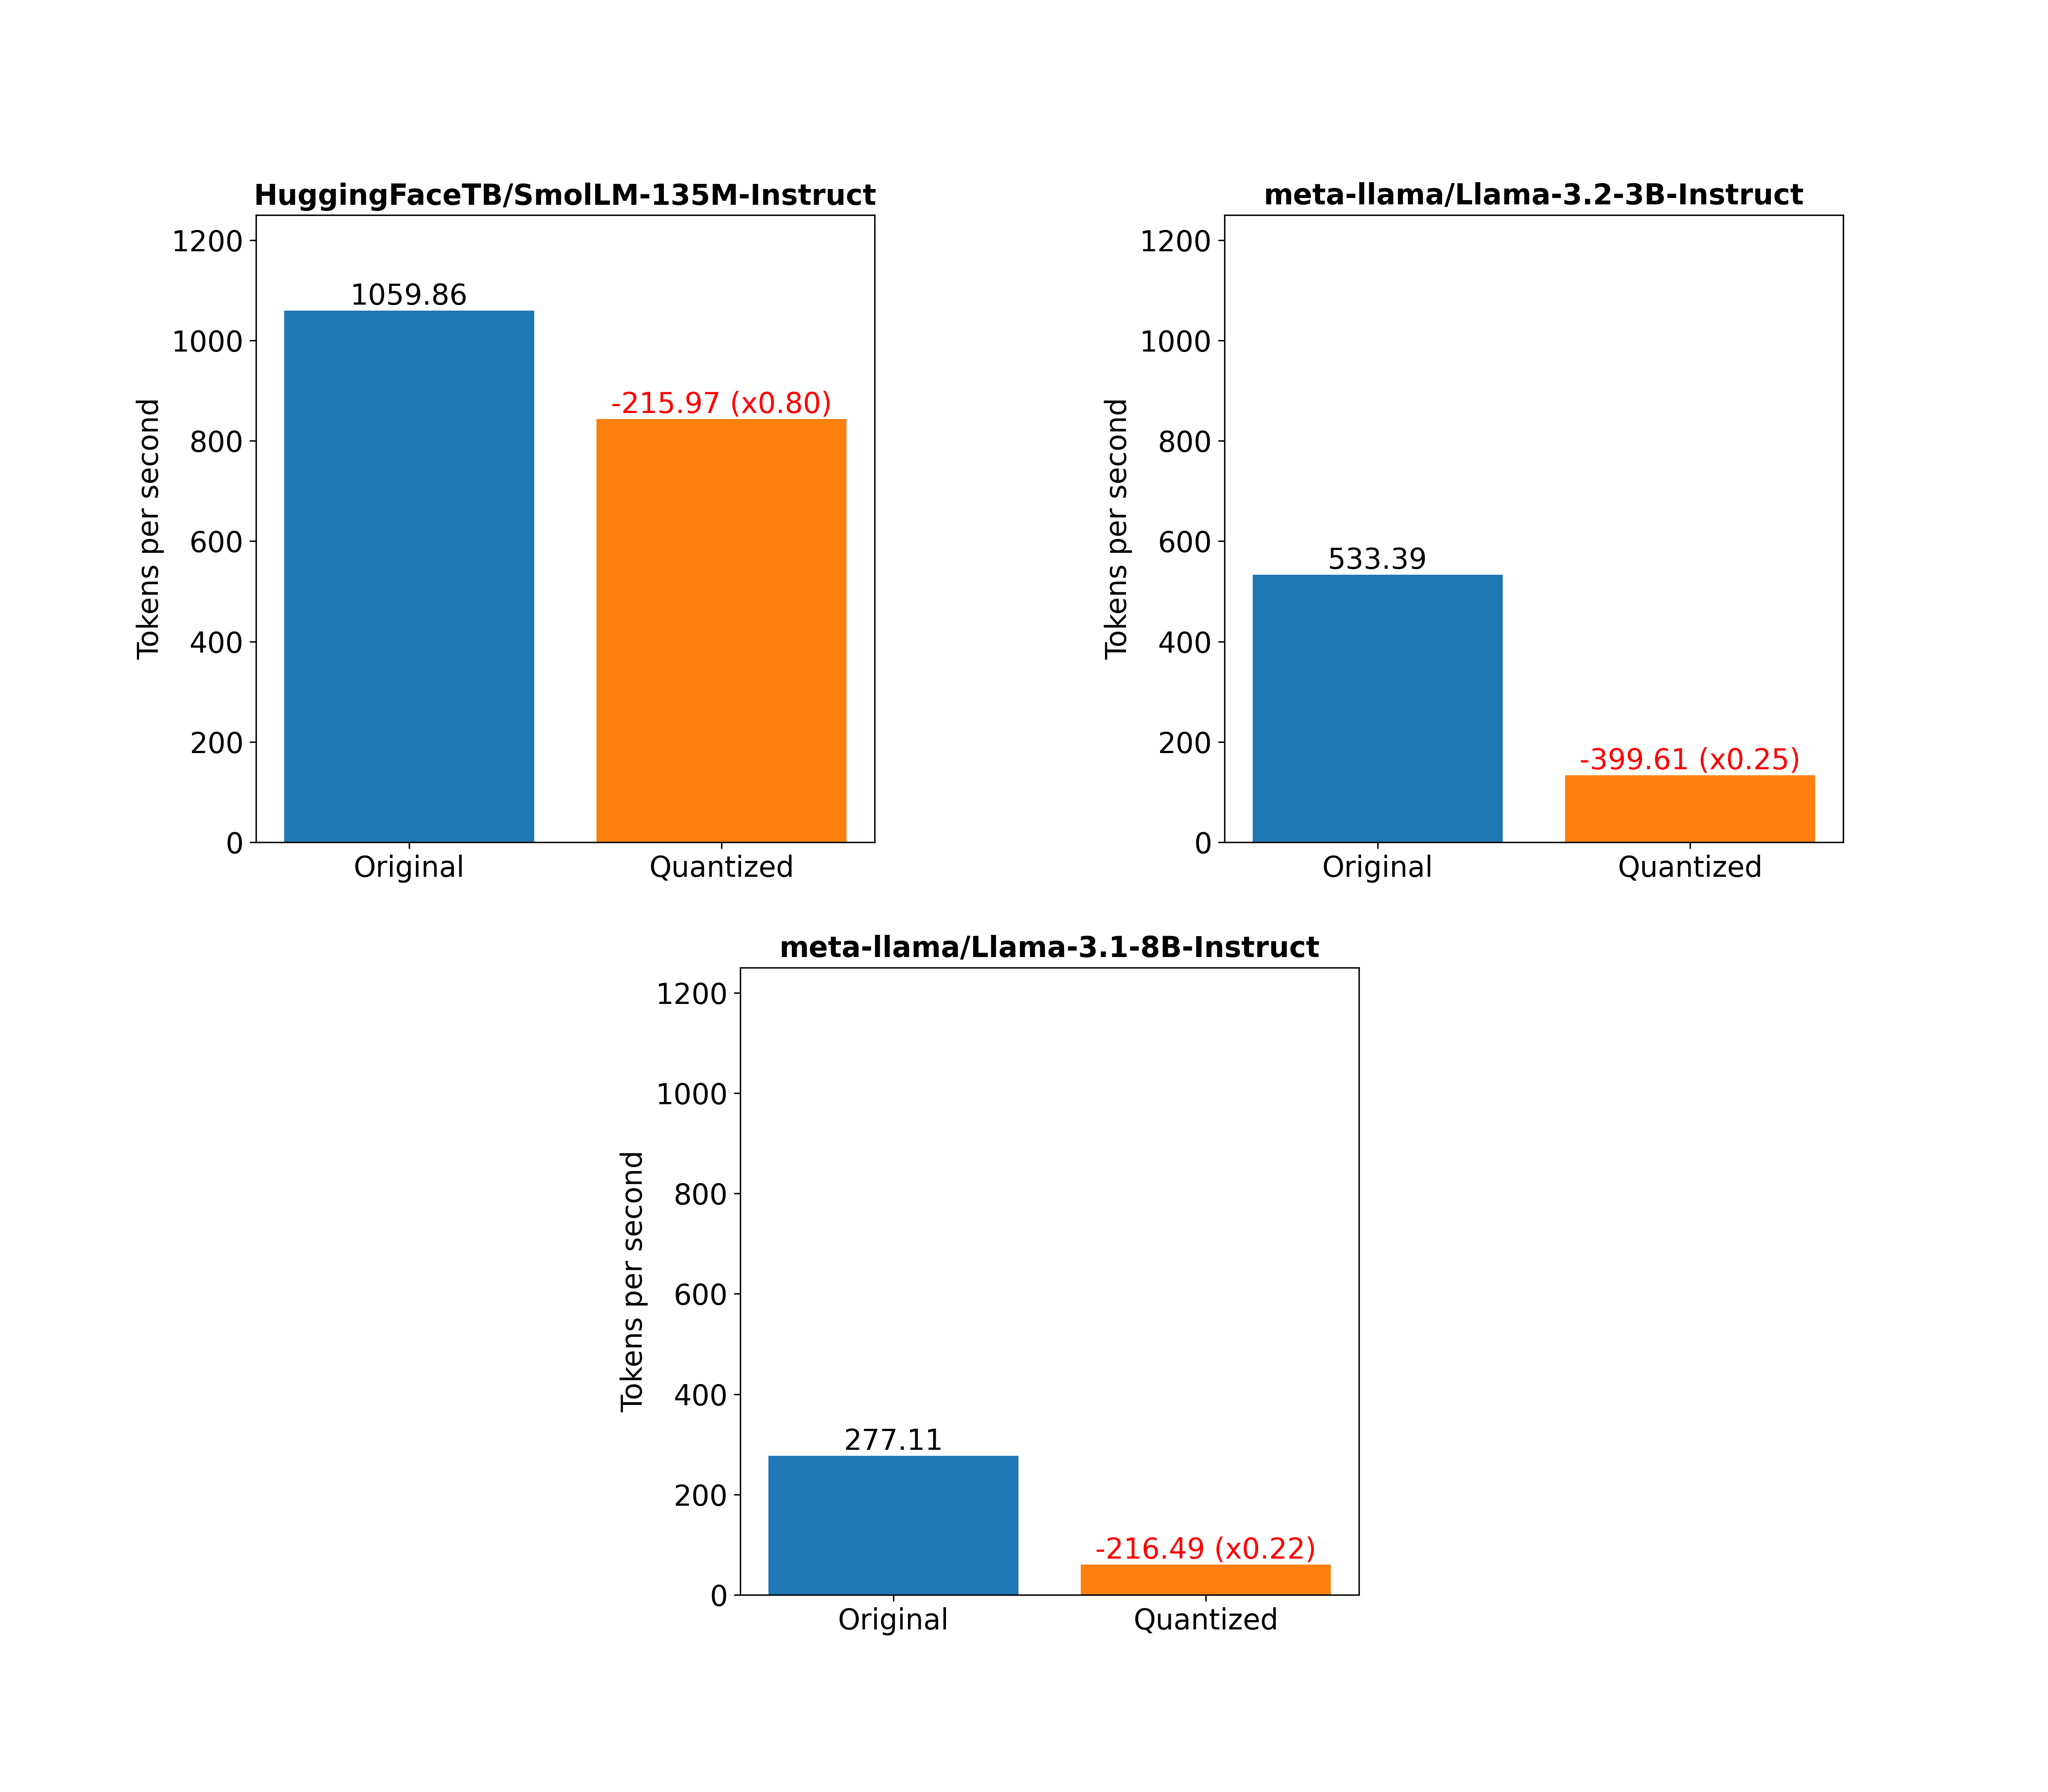 HuggingFaceTB/SmolLM-135M-Instruct
Tokens per second
1200
1000
800
600
400
200
0
1059.86
-215.97 (x0.80)
Original
Quantized
meta-llama/Llama-3.2-3B-Instruct
Tokens per second
1200
1000
800
600
400
200
0
533.39
-399.61 (x0.25)
Original
Quantized
meta-llama/Llama-3.1-8B-Instruct
Tokens per second
1200
1000
800
600
400
200
0
277.11
-216.49 (x0.22)
Original
Quantized